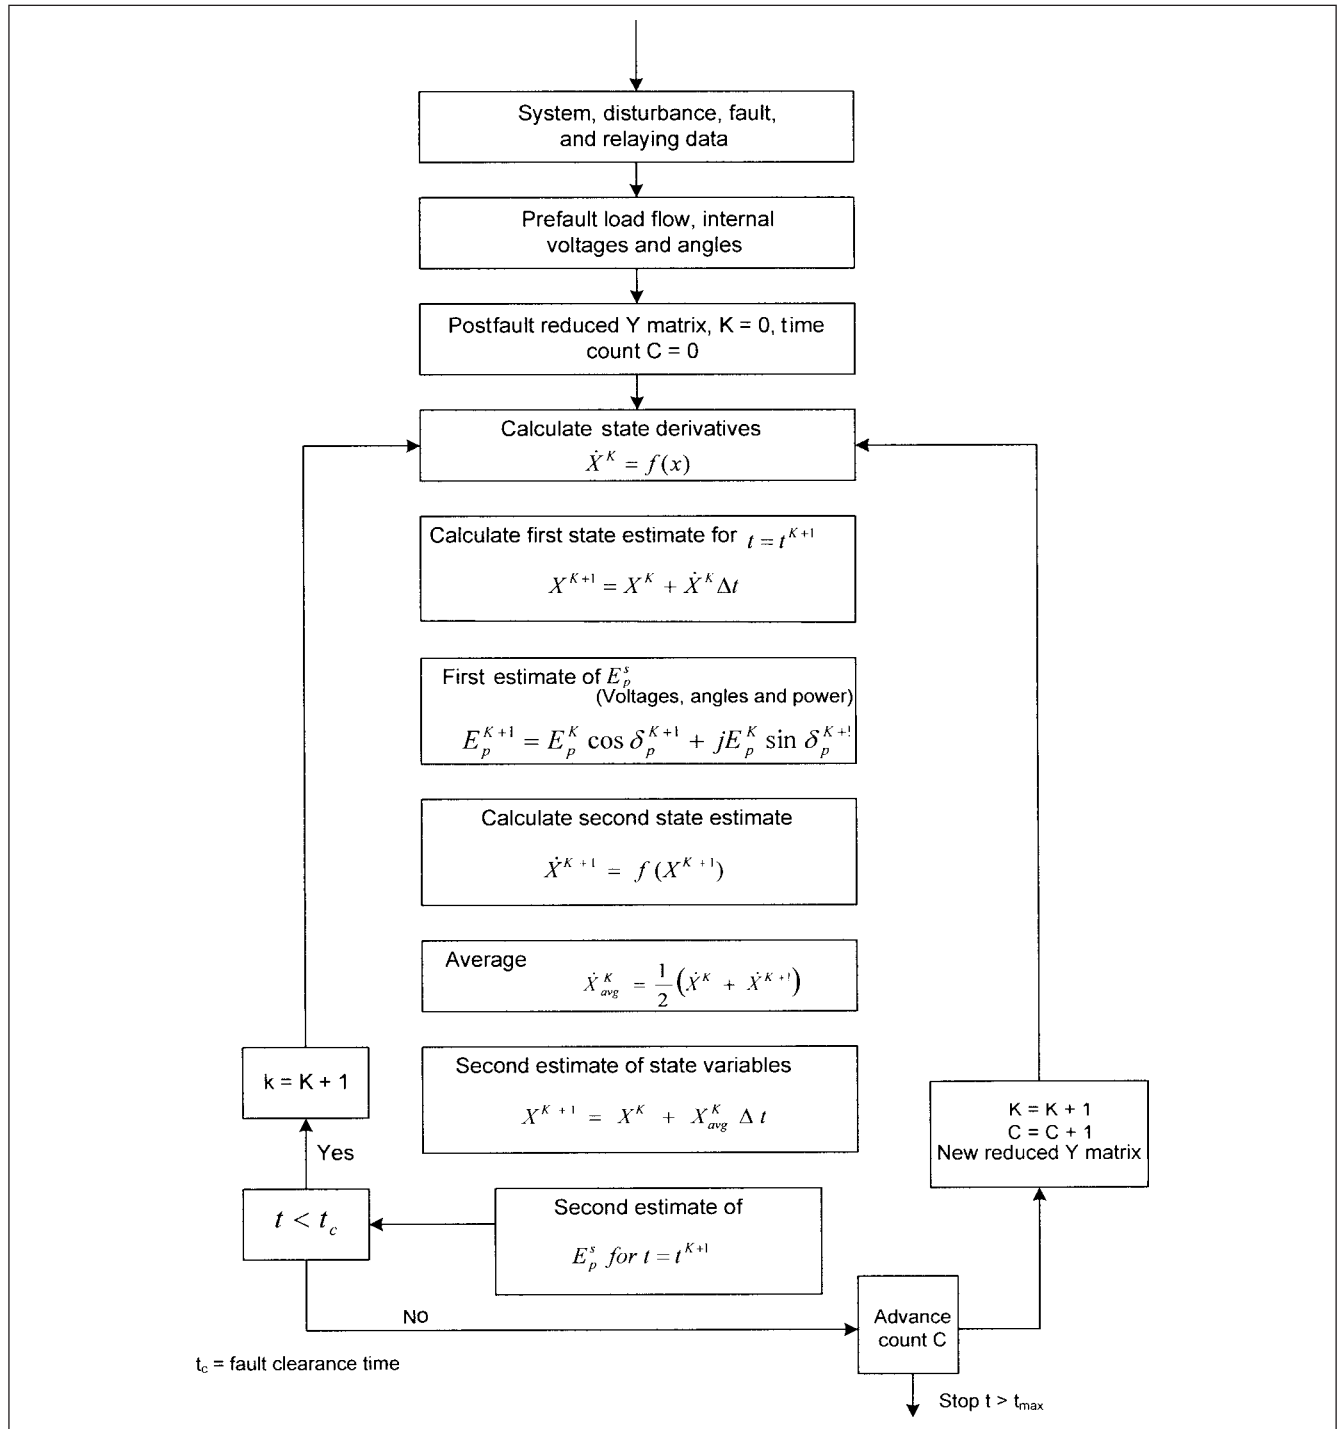 System, disturbance, fault,
and relaying data
Prefault load flow, internal
voltages and angles
Postfault reduced Y matrix, K = 0, time
count C = 0
Calculate state derivatives
Ẋ^K = f(x)
Calculate first state estimate for t = t^{K+1}
X^{K+1} = X^K + Ẋ^K Δt
First estimate of E_p^s
(Voltages, angles and power)
E_p^{K+1} = E_p^K cos δ_p^{K+1} + jE_p^K sin δ_p^{K+!}
Calculate second state estimate
Ẋ^{K+1} = f(X^{K+1})
Average
Ẋ_{avg}^K = 1/2 (Ẋ^K + Ẋ^{K+!})
Second estimate of state variables
X^{K+1} = X^K + X_{avg}^K Δ t
k = K + 1
Yes
K = K + 1
C = C + 1
New reduced Y matrix
t < t_c
Second estimate of
E_p^s for t = t^{K+1}
No
Advance
count C
t_c = fault clearance time
Stop t > t_{max}